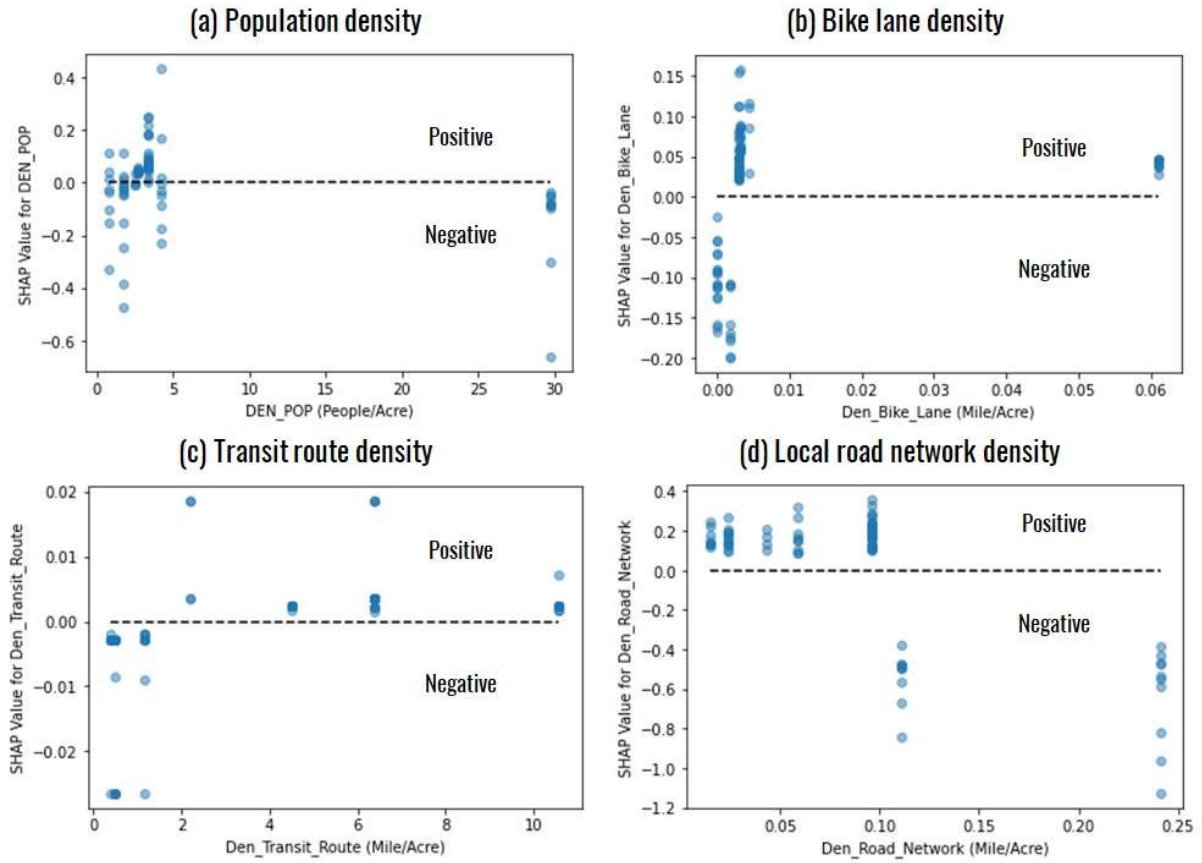 (a) Population density
0.4
0.2
0.0
−0.2
−0.4
−0.6
SHAP Value for DEN_POP
Positive
Negative
0 5 10 15 20 25 30
DEN_POP (People/Acre)
(b) Bike lane density
0.15
0.10
0.05
0.00
−0.05
−0.10
−0.15
−0.20
SHAP Value for Den_Bike_Lane
Positive
Negative
0.00 0.01 0.02 0.03 0.04 0.05 0.06
Den_Bike_Lane (Mile/Acre)
(c) Transit route density
0.02
0.01
0.00
−0.01
−0.02
SHAP Value for Den_Transit_Route
Positive
Negative
0 2 4 6 8 10
Den_Transit_Route (Mile/Acre)
(d) Local road network density
0.4
0.2
0.0
−0.2
−0.4
−0.6
−0.8
−1.0
−1.2
SHAP Value for Den_Road_Network
Positive
Negative
0.05 0.10 0.15 0.20 0.25
Den_Road_Network (Mile/Acre)